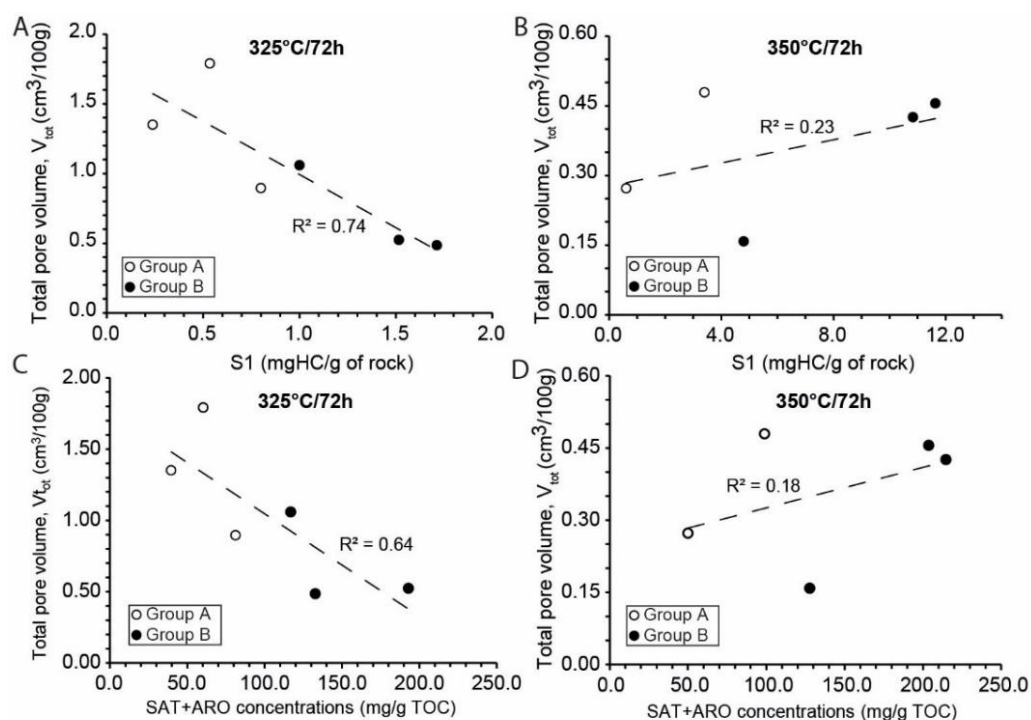 A
325°C/72h
Total pore volume, Vtot (cm³/100g)
2.0
1.5
1.0
0.5
0.0
R² = 0.74
Group A
Group B
0.0 0.5 1.0 1.5 2.0
S1 (mgHC/g of rock)
B
350°C/72h
Total pore volume, Vtot (cm³/100g)
0.60
0.45
0.30
0.15
0.00
R² = 0.23
Group A
Group B
0.0 4.0 8.0 12.0
S1 (mgHC/g of rock)
C
325°C/72h
Total pore volume, Vtot (cm³/100g)
2.00
1.50
1.00
0.50
0.00
R² = 0.64
Group A
Group B
0.0 50.0 100.0 150.0 200.0 250.0
SAT+ARO concentrations (mg/g TOC)
D
350°C/72h
Total pore volume, Vtot (cm³/100g)
0.60
0.45
0.30
0.15
0.00
R² = 0.18
Group A
Group B
0.0 50.0 100.0 150.0 200.0 250.0
SAT+ARO concentrations (mg/g TOC)